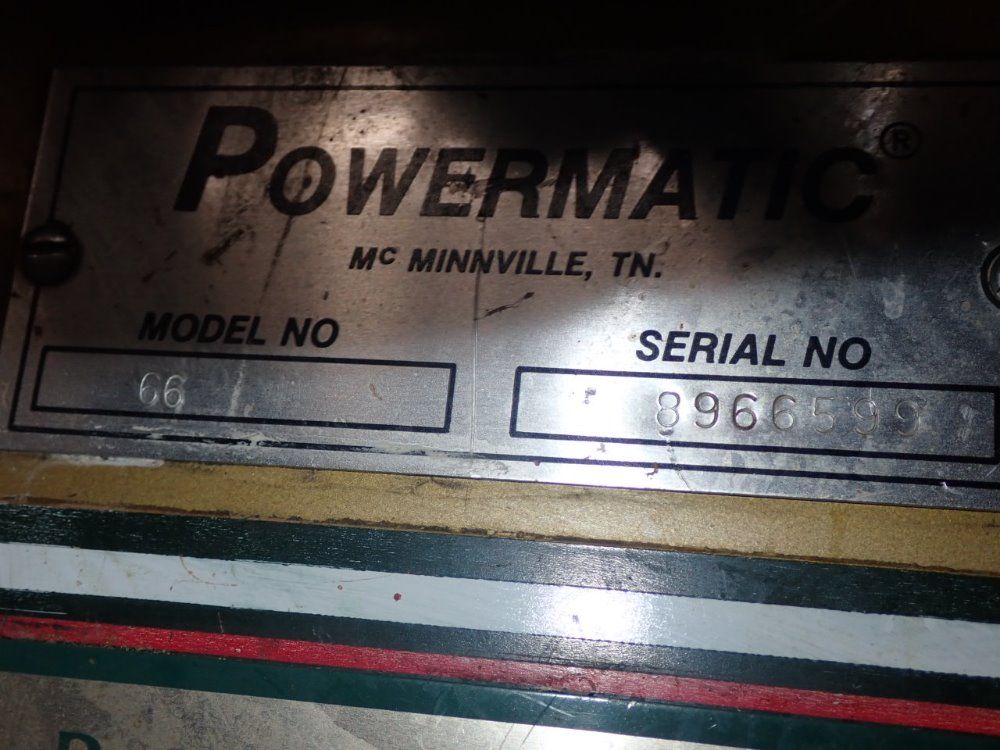 POWERMATIC®
Mc MINNVILLE, TN.
MODEL NO
66
SERIAL NO
8966599